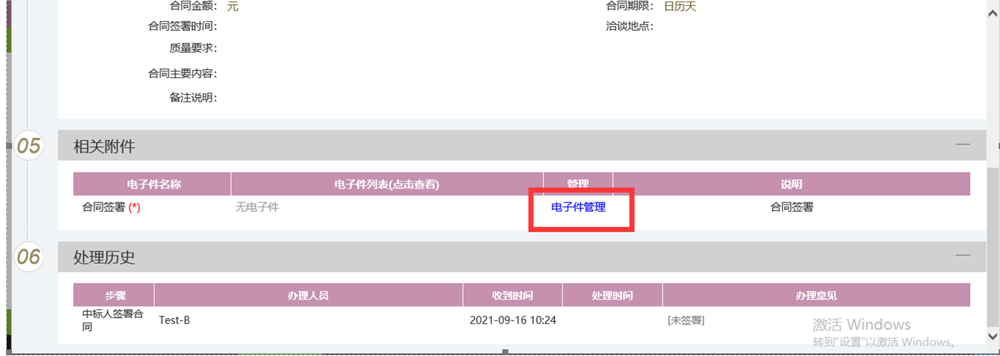 合同金额： 元 合同期限： 日历天
合同签署时间： 洽谈地点：
质量要求：
合同主要内容：
备注说明：
05 相关附件
电子件名称 电子件列表(点击查看) 管理 说明
合同签署 (*) 无电子件 电子件管理 合同签署
06 处理历史
步骤 办理人员 收到时间 处理时间 办理意见
中标人签署合
同
Test-B 2021-09-16 10:24 [未签署]
激活 Windows
转到"设置"以激活 Windows。